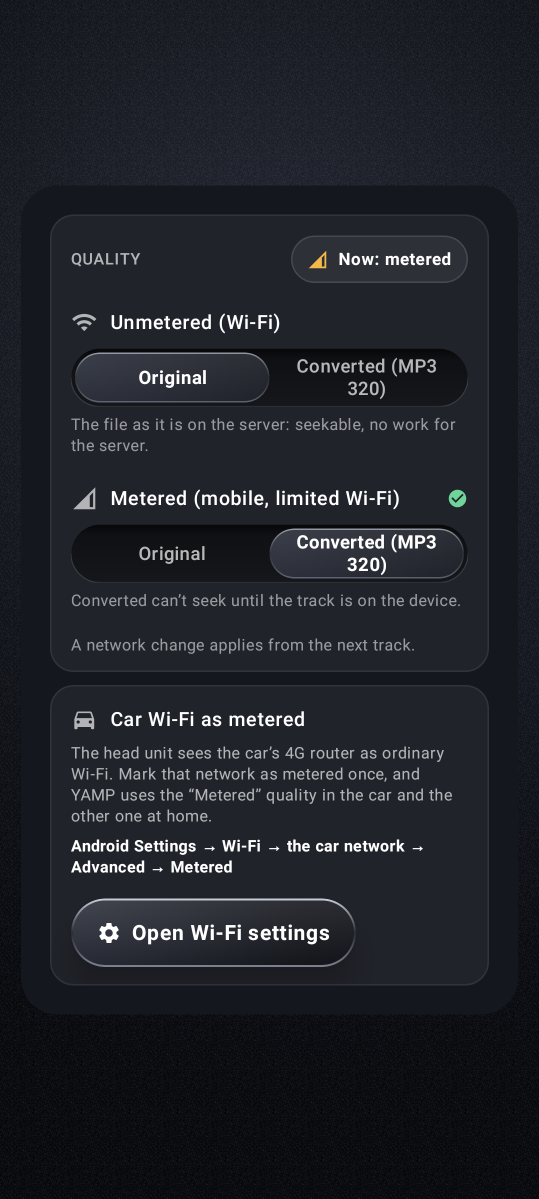 QUALITY
Now: metered
Unmetered (Wi-Fi)
Original
Converted (MP3
320)
The file as it is on the server: seekable, no work for
the server.
Metered (mobile, limited Wi-Fi)
Original
Converted (MP3
320)
Converted can’t seek until the track is on the device.
A network change applies from the next track.
Car Wi-Fi as metered
The head unit sees the car’s 4G router as ordinary
Wi-Fi. Mark that network as metered once, and
YAMP uses the “Metered” quality in the car and the
other one at home.
Android Settings → Wi-Fi → the car network →
Advanced → Metered
Open Wi-Fi settings